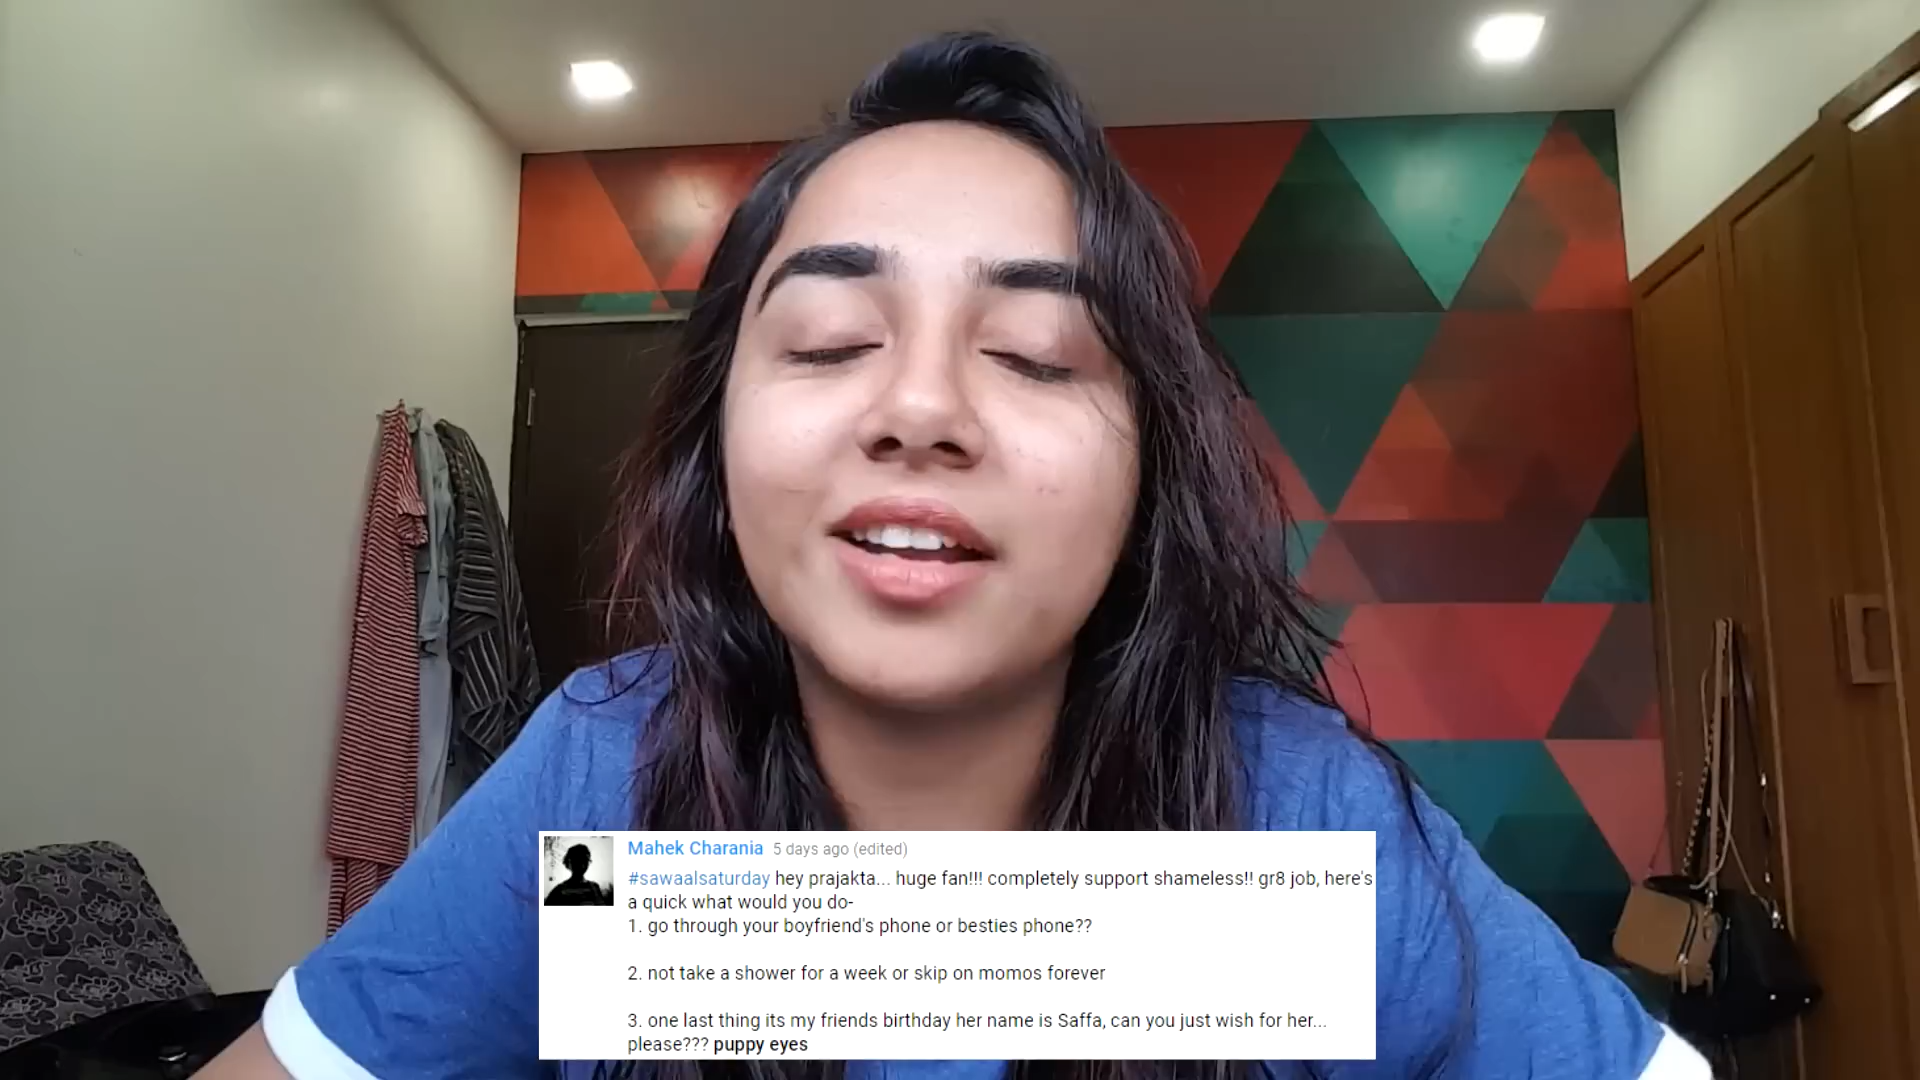 Mahek Charania 5 days ago (edited)
#sawaalsaturday hey prajakta... huge fan!!! completely support shameless!! gr8 job, here's
a quick what would you do-
1. go through your boyfriend's phone or besties phone??
2. not take a shower for a week or skip on momos forever
3. one last thing its my friends birthday her name is Saffa, can you just wish for her...
please??? puppy eyes